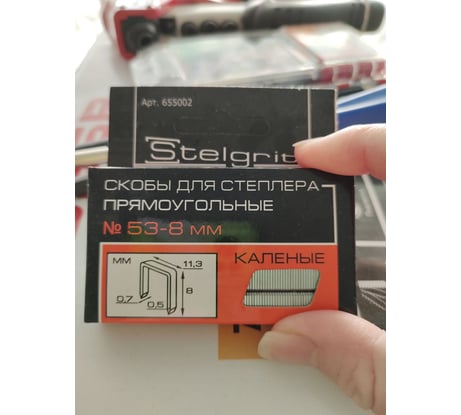 Арт. 655002
Stelgrit
СКОБЫ ДЛЯ СТЕПЛЕРА
ПРЯМОУГОЛЬНЫЕ
№ 53-8 мм
КАЛЕНЫЕ
мм
11,3
8
0,7
0,5